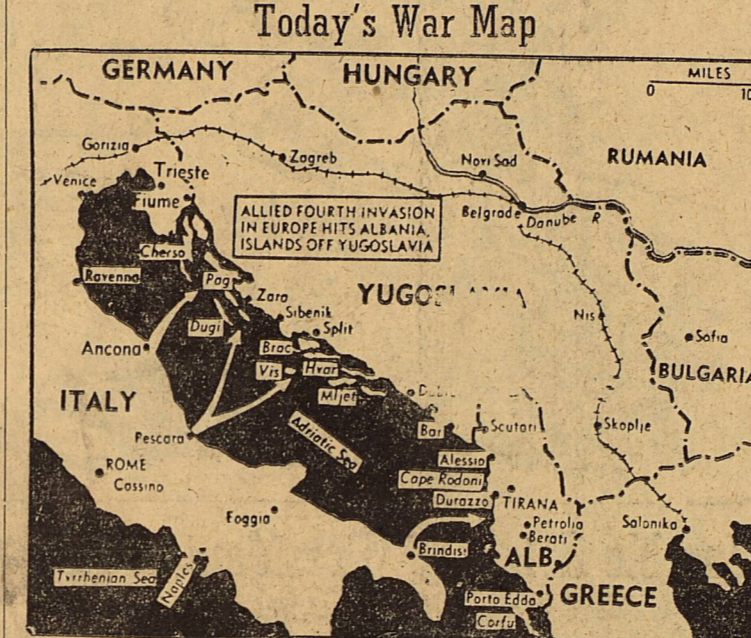 Today's War Map
GERMANY
HUNGARY
MILES
0
10
Gorizia
Zagreb
Novi Sad
RUMANIA
Venice
Trieste
Fiume
ALLIED FOURTH INVASION
IN EUROPE HITS ALBANIA,
ISLANDS OFF YUGOSLAVIA
Belgrade
Danube R
Cherso
Ravenna
Pag
Zara
Sibenik
Split
Nis
Sofia
Dugi
Brac
Ancona
Vis
Hvar
BULGARIA
Mljet
ITALY
Adriatic Sea
Bar
Scutari
Skoplje
Pescara
Alessio
ROME
Cassino
Cape Rodoni
Durazzo
TIRANA
Foggia
Petrolia
Berati
Salonika
Brindisi
ALB.
Tyrrhenian Sea
Naples
Porto Edda
GREECE
Corfu